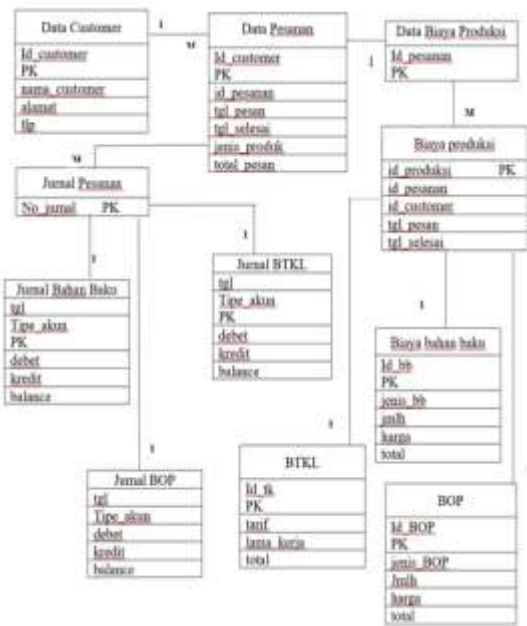 Data Customer
Id_customer
PK
nama_customer
alamat
tlp
1
M
Data Pesanan
Id_customer
PK
id_pesanan
tgl_pesan
tgl_selesai
jenis_produk
total_pesan
1
Data Biaya Produksi
Id_pesanan
PK
M
Biaya produksi
id_produksi PK
id_pesanan
id_customer
tgl_pesan
tgl_selesai
M
Jurnal Pesanan
No_jurnal PK
1
Jurnal Bahan Baku
tgl
Tipe_akun
PK
debet
kredit
balance
1
Jurnal BTKL
tgl
Tipe_akun
PK
debet
kredit
balance
1
Biaya bahan baku
Id_bb
PK
jenis_bb
jmlh
harga
total
1
Jurnal BOP
tgl
Tipe_akun
debet
kredit
balance
1
BTKL
Id_tk
PK
tarif
lama_kerja
total
BOP
Id_BOP
PK
jenis_BOP
Jmlh
harga
total